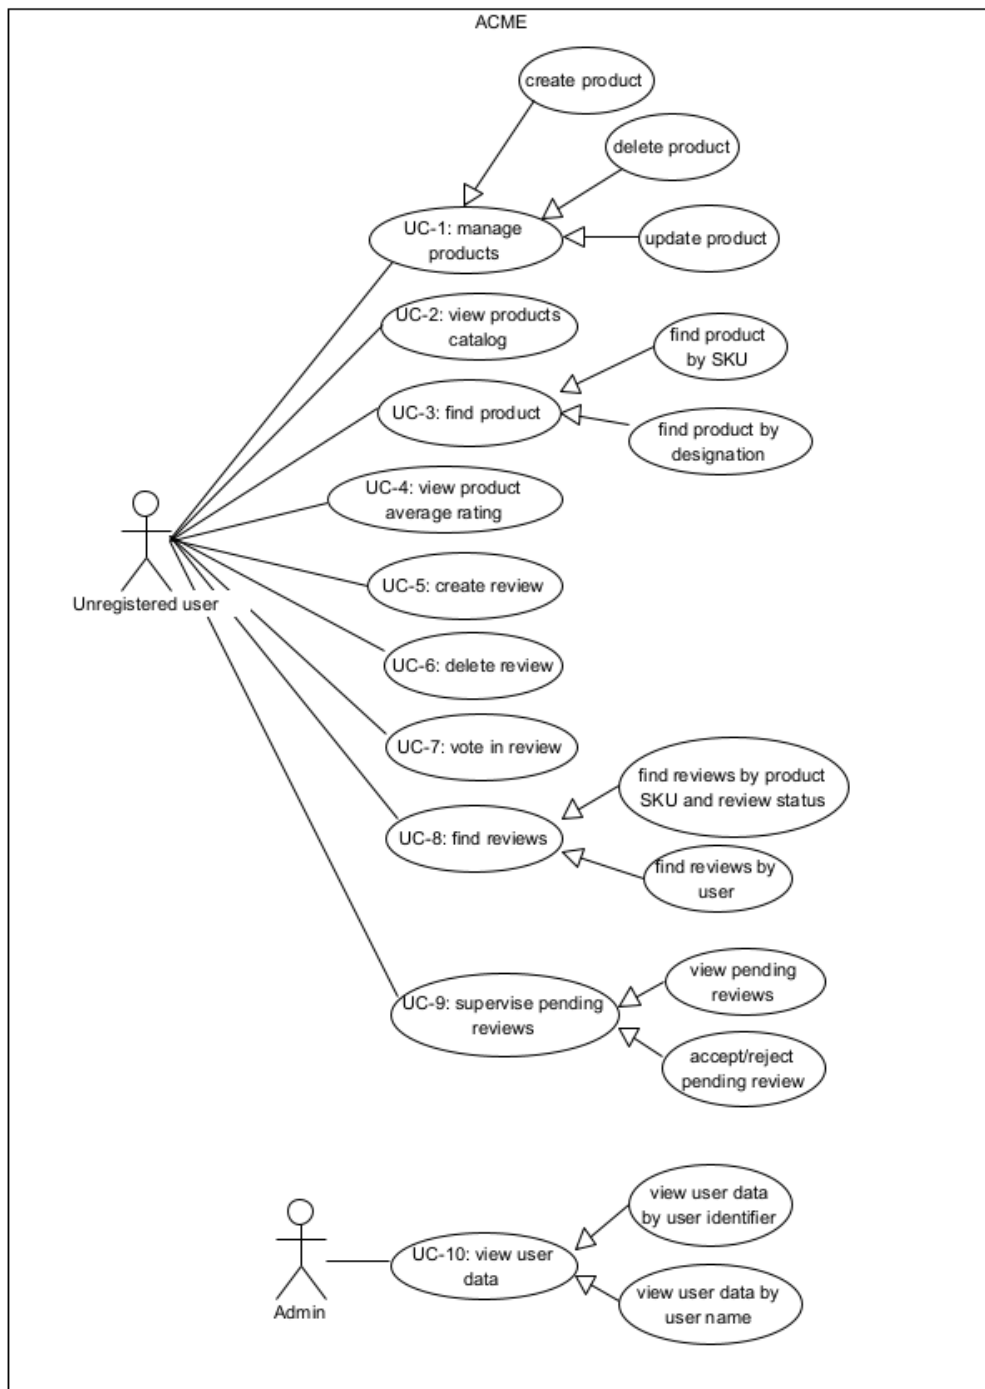 ACME
create product
delete product
UC-1: manage
products
update product
UC-2: view products
catalog
find product
by SKU
UC-3: find product
find product by
designation
UC-4: view product
average rating
UC-5: create review
Unregistered user
UC-6: delete review
UC-7: vote in review
find reviews by product
SKU and review status
UC-8: find reviews
find reviews by
user
view pending
reviews
UC-9: supervise pending
reviews
accept/reject
pending review
view user data
by user identifier
UC-10: view user
data
view user data by
user name
Admin